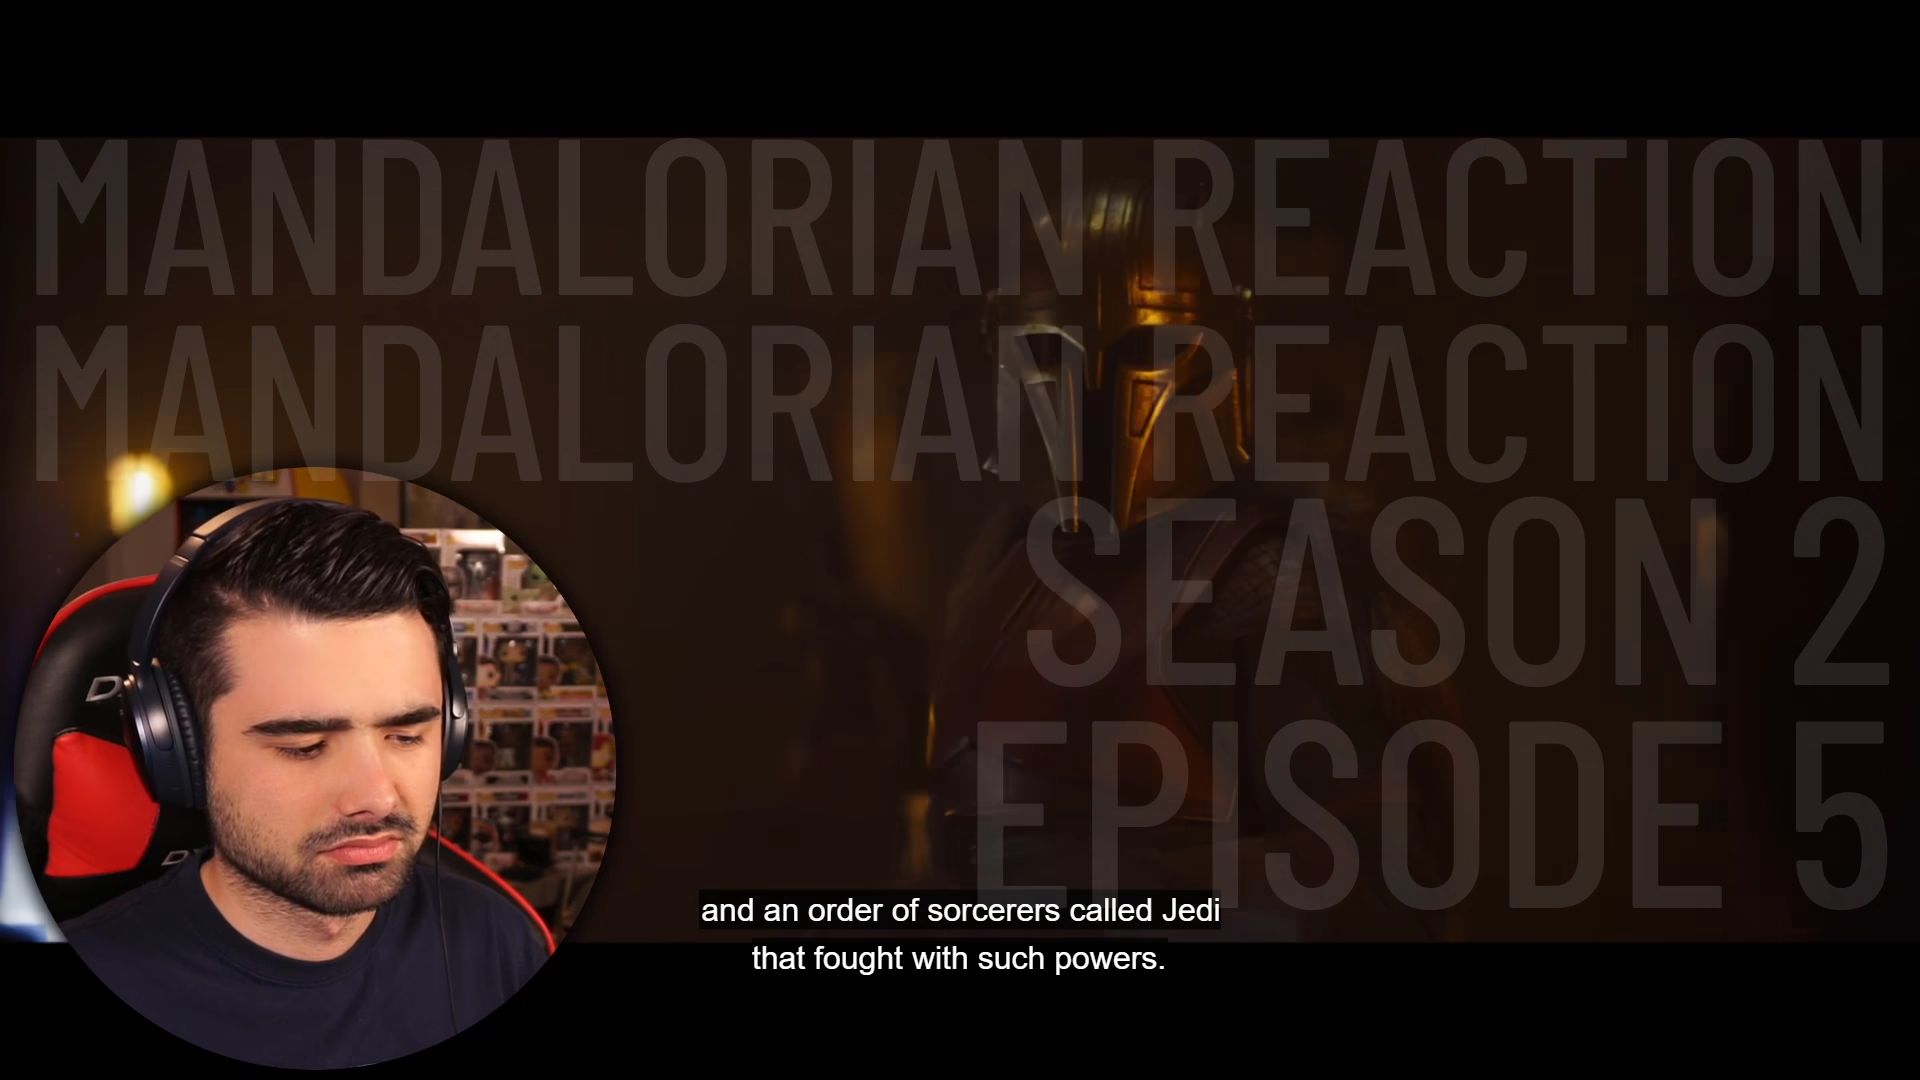 MANDALORIAN REACTION
MANDALORIAN REACTION
SEASON 2
EPISODE 5
and an order of sorcerers called Jedi
that fought with such powers.